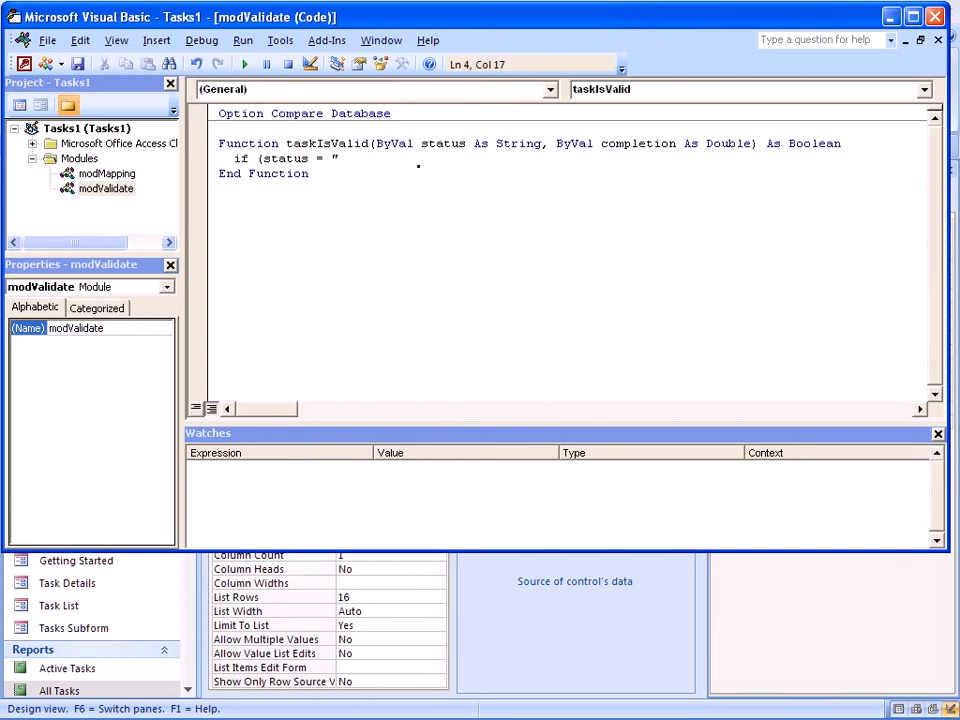 Microsoft Visual Basic - Tasks1 - [modValidate (Code)]
File Edit View Insert Debug Run Tools Add-Ins Window Help
Type a question for help
Ln 4, Col 17
Project - Tasks1
(General)
taskIsValid
Tasks1 (Tasks1)
Microsoft Office Access Cl
Modules
modMapping
modValidate
Option Compare Database
Function taskIsValid(ByVal status As String, ByVal completion As Double) As Boolean
if (status = "
End Function
Properties - modValidate
modValidate Module
Alphabetic Categorized
(Name) modValidate
Watches
Expression Value Type Context
Getting Started
Task Details
Task List
Tasks Subform
Reports
Active Tasks
All Tasks
Column Count 1
Column Heads No
Column Widths
List Rows 16
List Width Auto
Limit To List Yes
Allow Multiple Values No
Allow Value List Edits No
List Items Edit Form
Show Only Row Source V No
Source of control's data
Design view. F6 = Switch panes. F1 = Help.